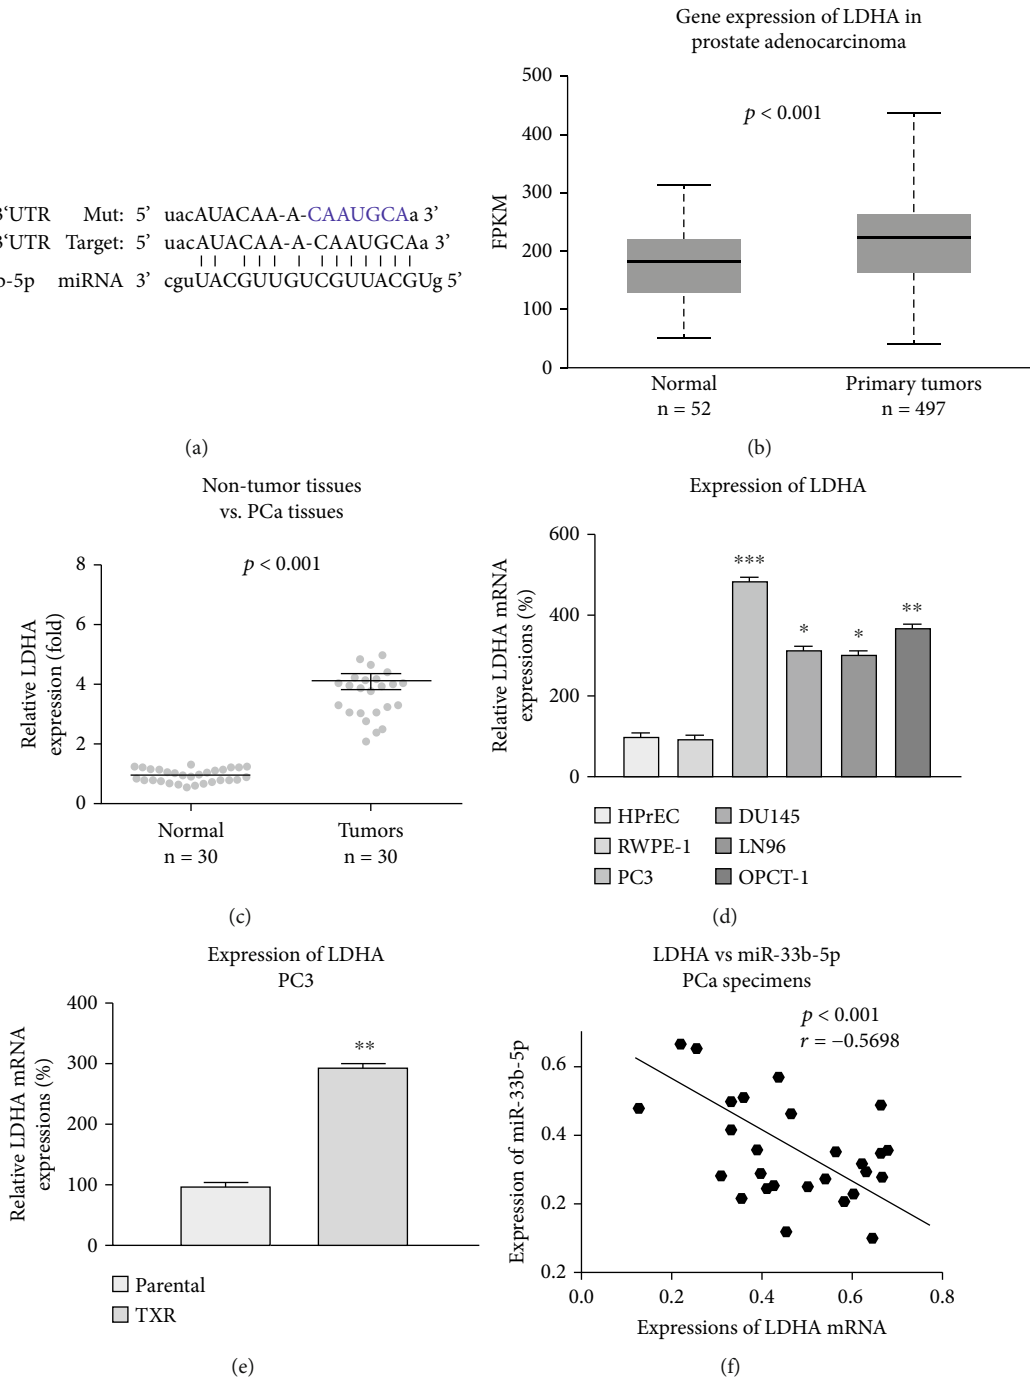 3‘UTR Mut: 5’ uacAUACAA-A-CAAUGCAa 3’
3‘UTR Target: 5’ uacAUACAA-A-CAAUGCAa 3’
b-5p miRNA 3’ cguUACGUUGUCGUUACGUg 5’
(a)
Gene expression of LDHA in
prostate adenocarcinoma
p < 0.001
FPKM
500
400
300
200
100
0
Normal
n = 52
Primary tumors
n = 497
(b)
Non-tumor tissues
vs. PCa tissues
p < 0.001
Relative LDHA
expression (fold)
8
6
4
2
0
Normal
n = 30
Tumors
n = 30
(c)
Expression of LDHA
Relative LDHA mRNA
expressions (%)
600
400
200
0
***
*
*
**
HPrEC
RWPE-1
PC3
DU145
LN96
OPCT-1
(d)
Expression of LDHA
PC3
Relative LDHA mRNA
expressions (%)
400
300
200
100
0
**
Parental
TXR
(e)
LDHA vs miR-33b-5p
PCa specimens
p < 0.001
r = −0.5698
Expression of miR-33b-5p
0.6
0.4
0.2
0.2
0.0 0.2 0.4 0.6 0.8
Expressions of LDHA mRNA
(f)